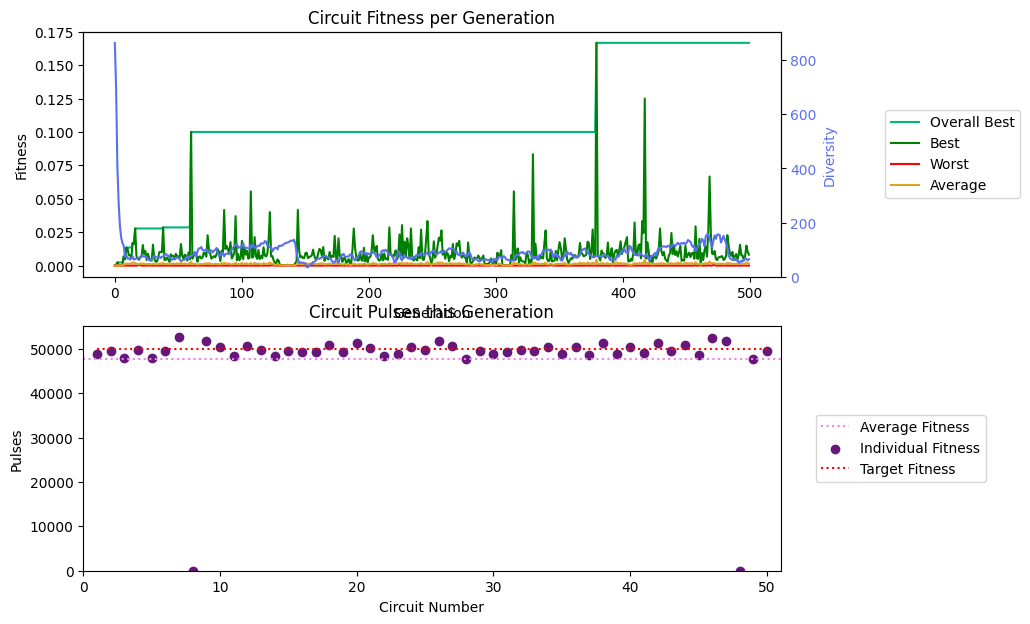 Circuit Fitness per Generation
0.175
0.150
0.125
0.100
0.075
0.050
0.025
0.000
Fitness
800
600
400
200
0
Diversity
0 100 200 300 400 500
Generation
Overall Best
Best
Worst
Average
Circuit Pulses this Generation
50000
40000
30000
20000
10000
0
Pulses
0 10 20 30 40 50
Circuit Number
Average Fitness
Individual Fitness
Target Fitness